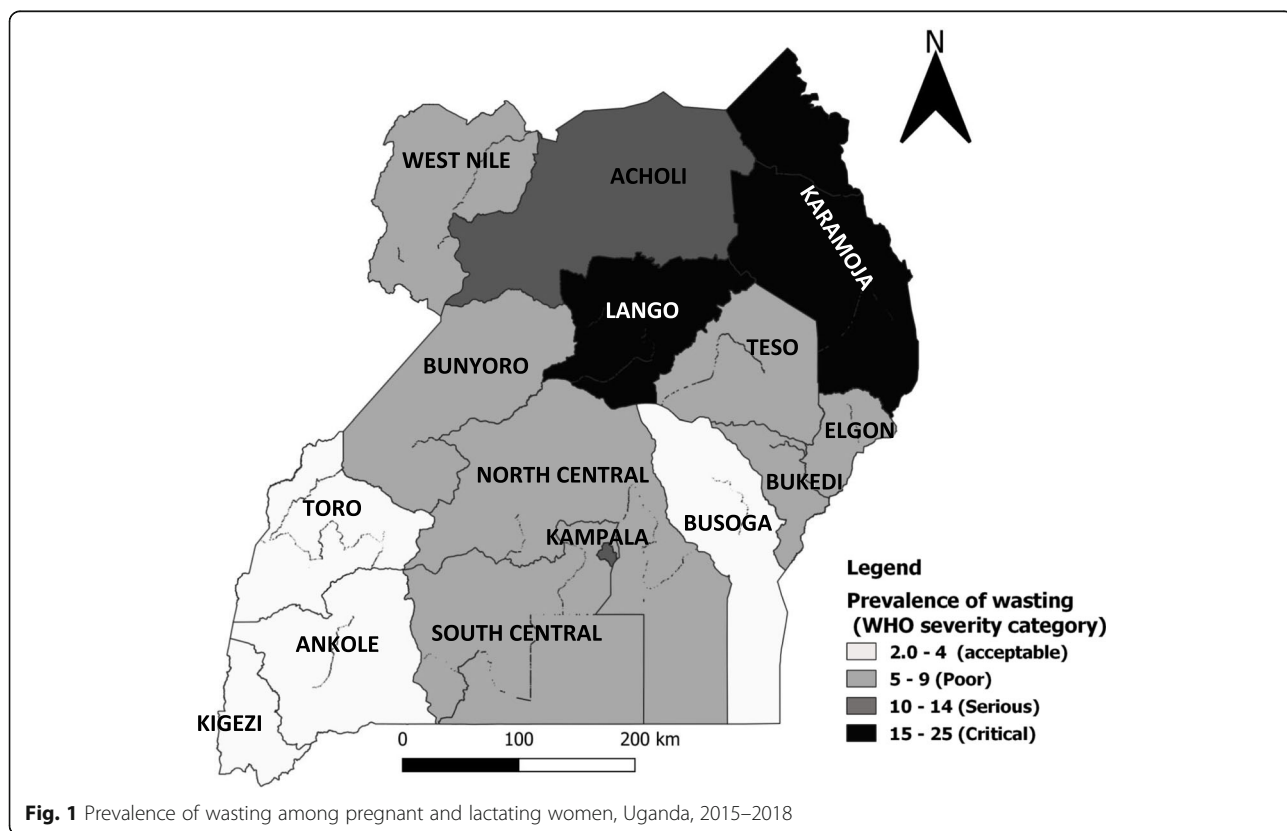 N
WEST NILE
ACHOLI
KARAMOJA
LANGO
TESO
BUNYORO
ELGON
NORTH CENTRAL
BUKEDI
TORO
BUSOGA
KAMPALA
ANKOLE
SOUTH CENTRAL
KIGEZI
0 100 200 km
Legend
Prevalence of wasting
(WHO severity category)
2.0 - 4 (acceptable)
5 - 9 (Poor)
10 - 14 (Serious)
15 - 25 (Critical)
Fig. 1 Prevalence of wasting among pregnant and lactating women, Uganda, 2015–2018